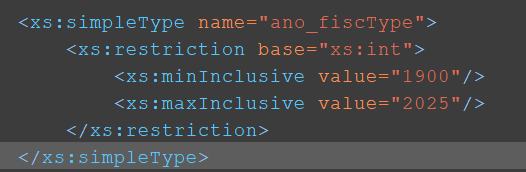 <xs:simpleType name="ano_fiscType">
<xs:restriction base="xs:int">
<xs:minInclusive value="1900"/>
<xs:maxInclusive value="2025"/>
</xs:restriction>
</xs:simpleType>